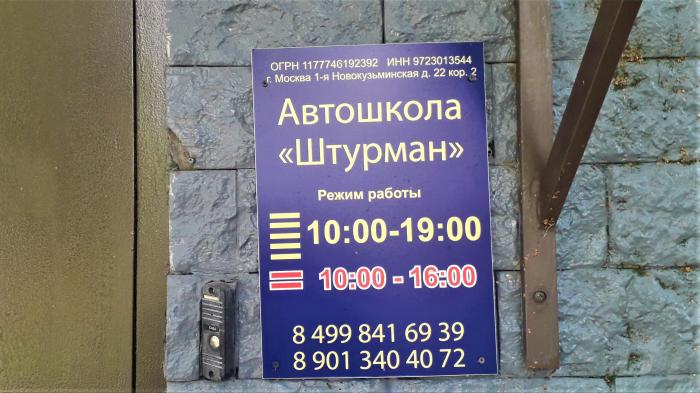 ОГРН 1177746192392 ИНН 9723013544
г. Москва 1-я Новокузьминская д. 22 кор. 2
Автошкола
«Штурман»
Режим работы
10:00-19:00
10:00 - 16:00
8 499 841 69 39
8 901 340 40 72